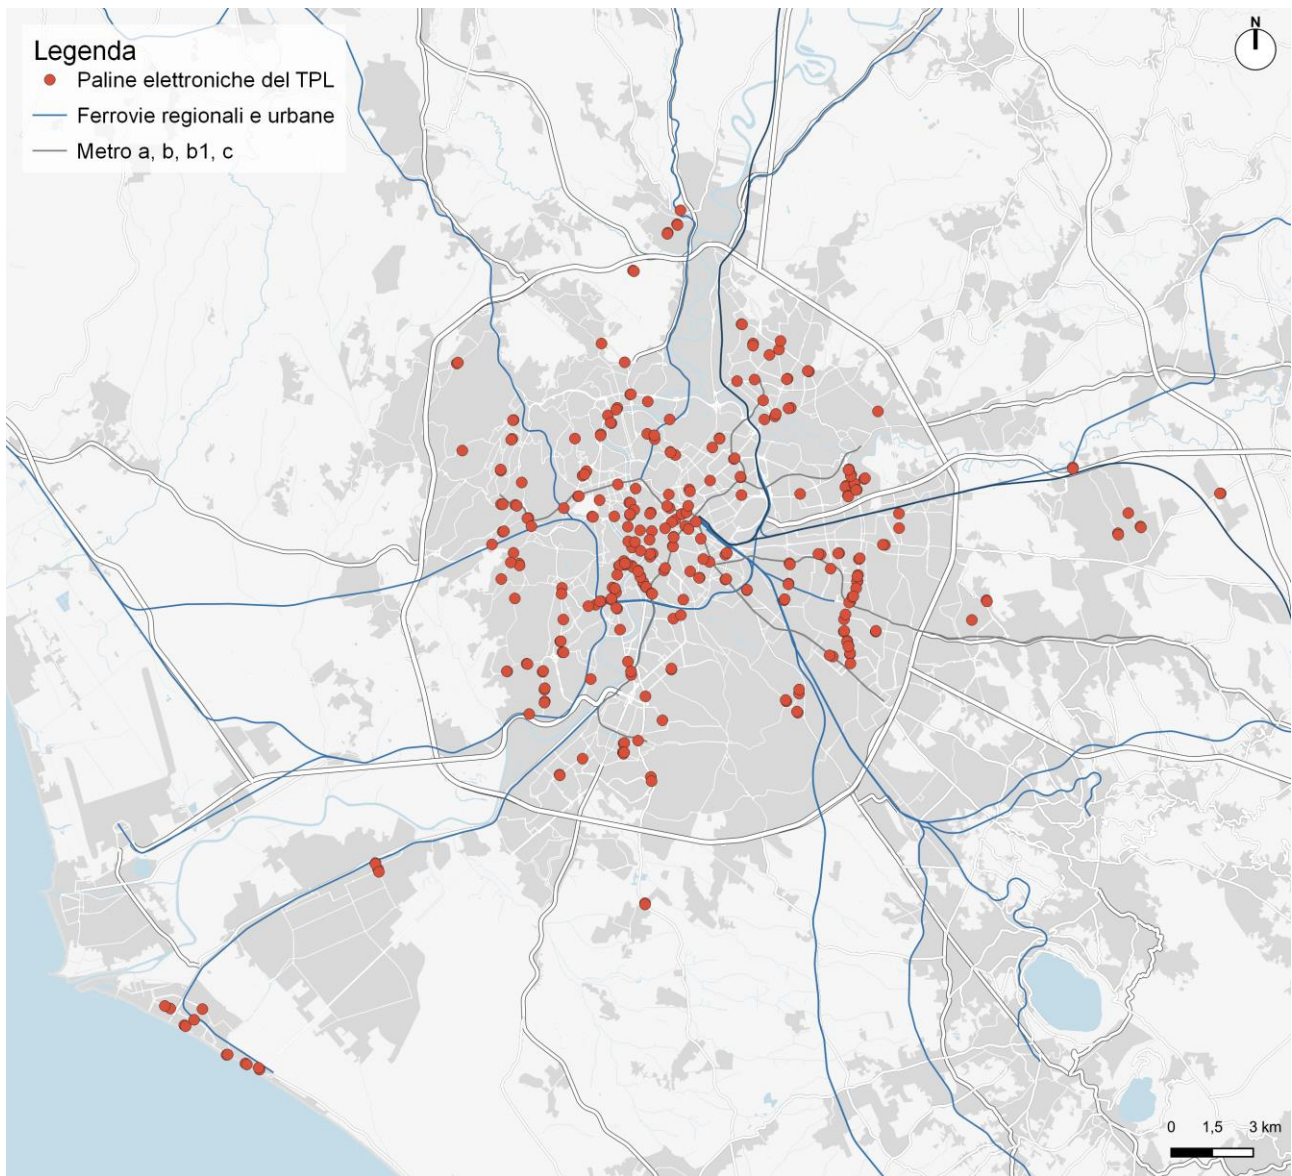 Legenda
Paline elettroniche del TPL
Ferrovie regionali e urbane
Metro a, b, b1, c
N
0 1,5 3 km